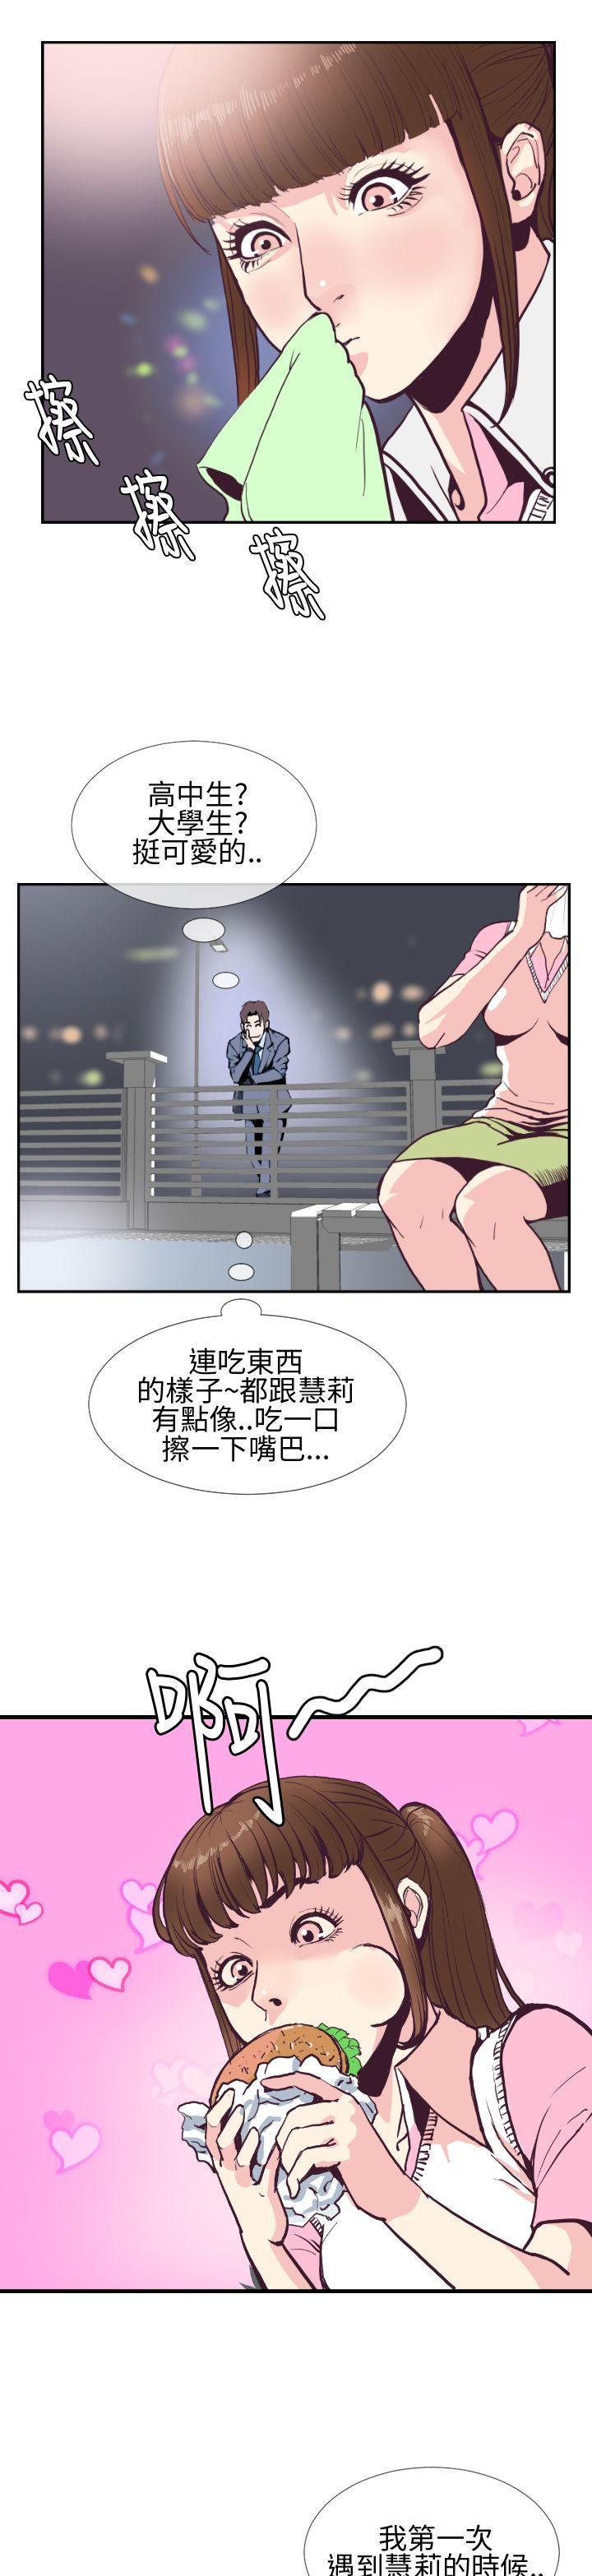 擦
擦
擦
高中生?
大學生?
挺可愛的..
連吃東西
的樣子~都跟慧莉
有點像..吃一口
擦一下嘴巴...
啊~
我第一次
遇到慧莉的時候..